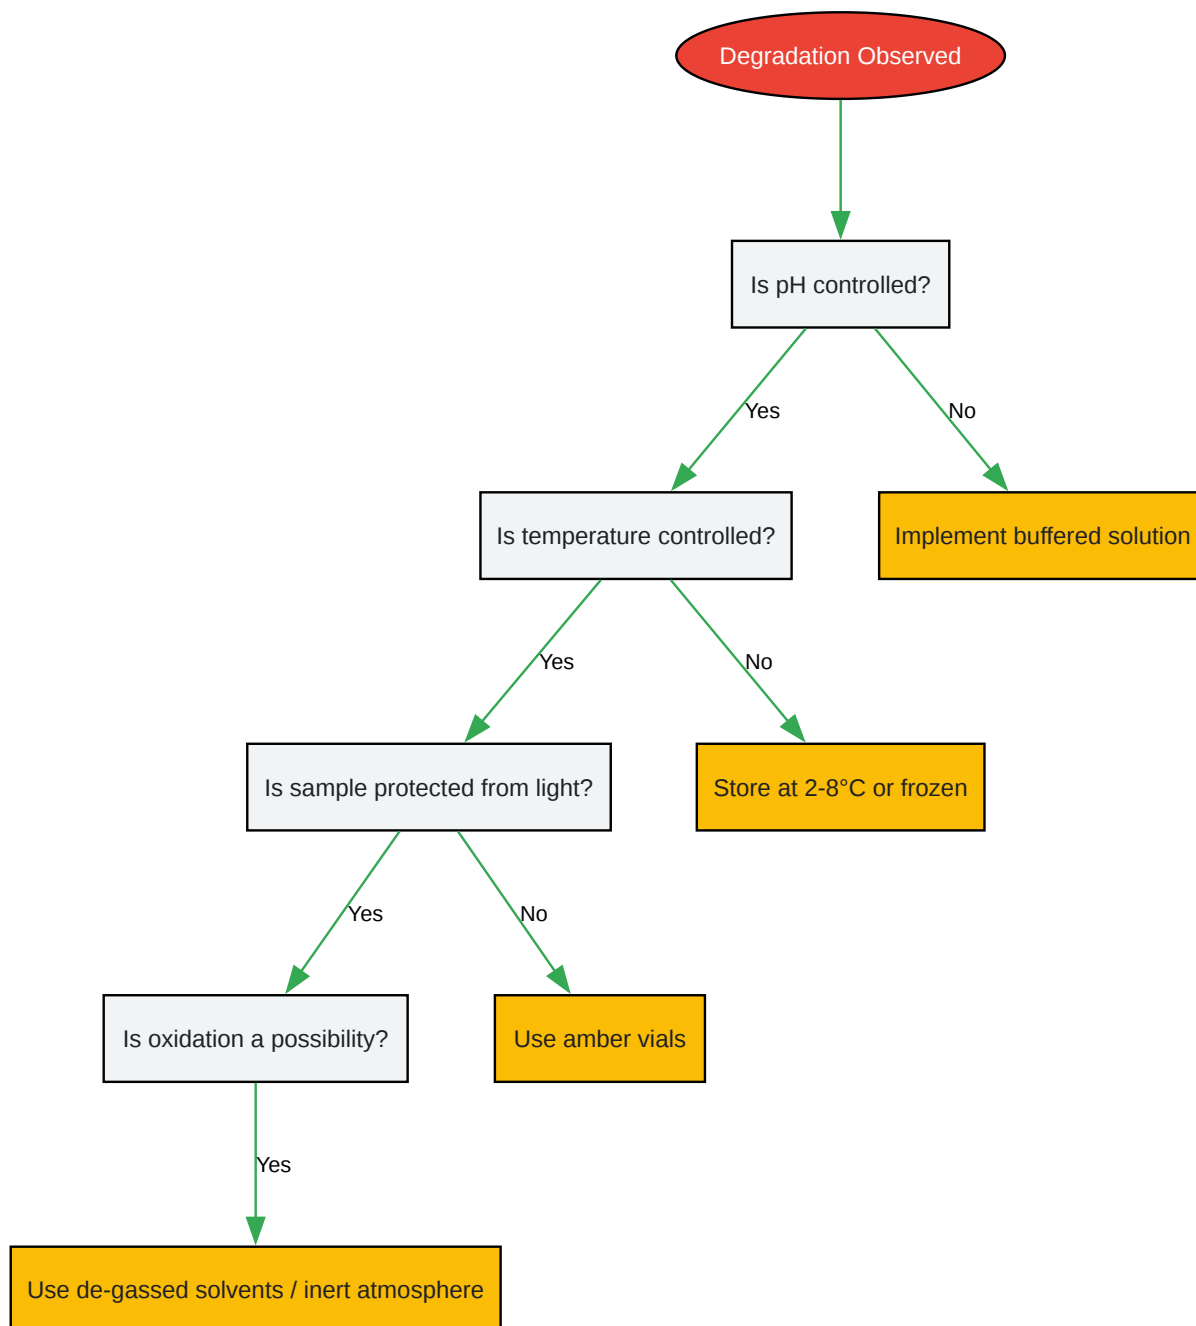 Degradation Observed
Is pH controlled?
Yes
No
Is temperature controlled?
Implement buffered solution
Yes
No
Is sample protected from light?
Store at 2-8°C or frozen
Yes
No
Is oxidation a possibility?
Use amber vials
Yes
Use de-gassed solvents / inert atmosphere